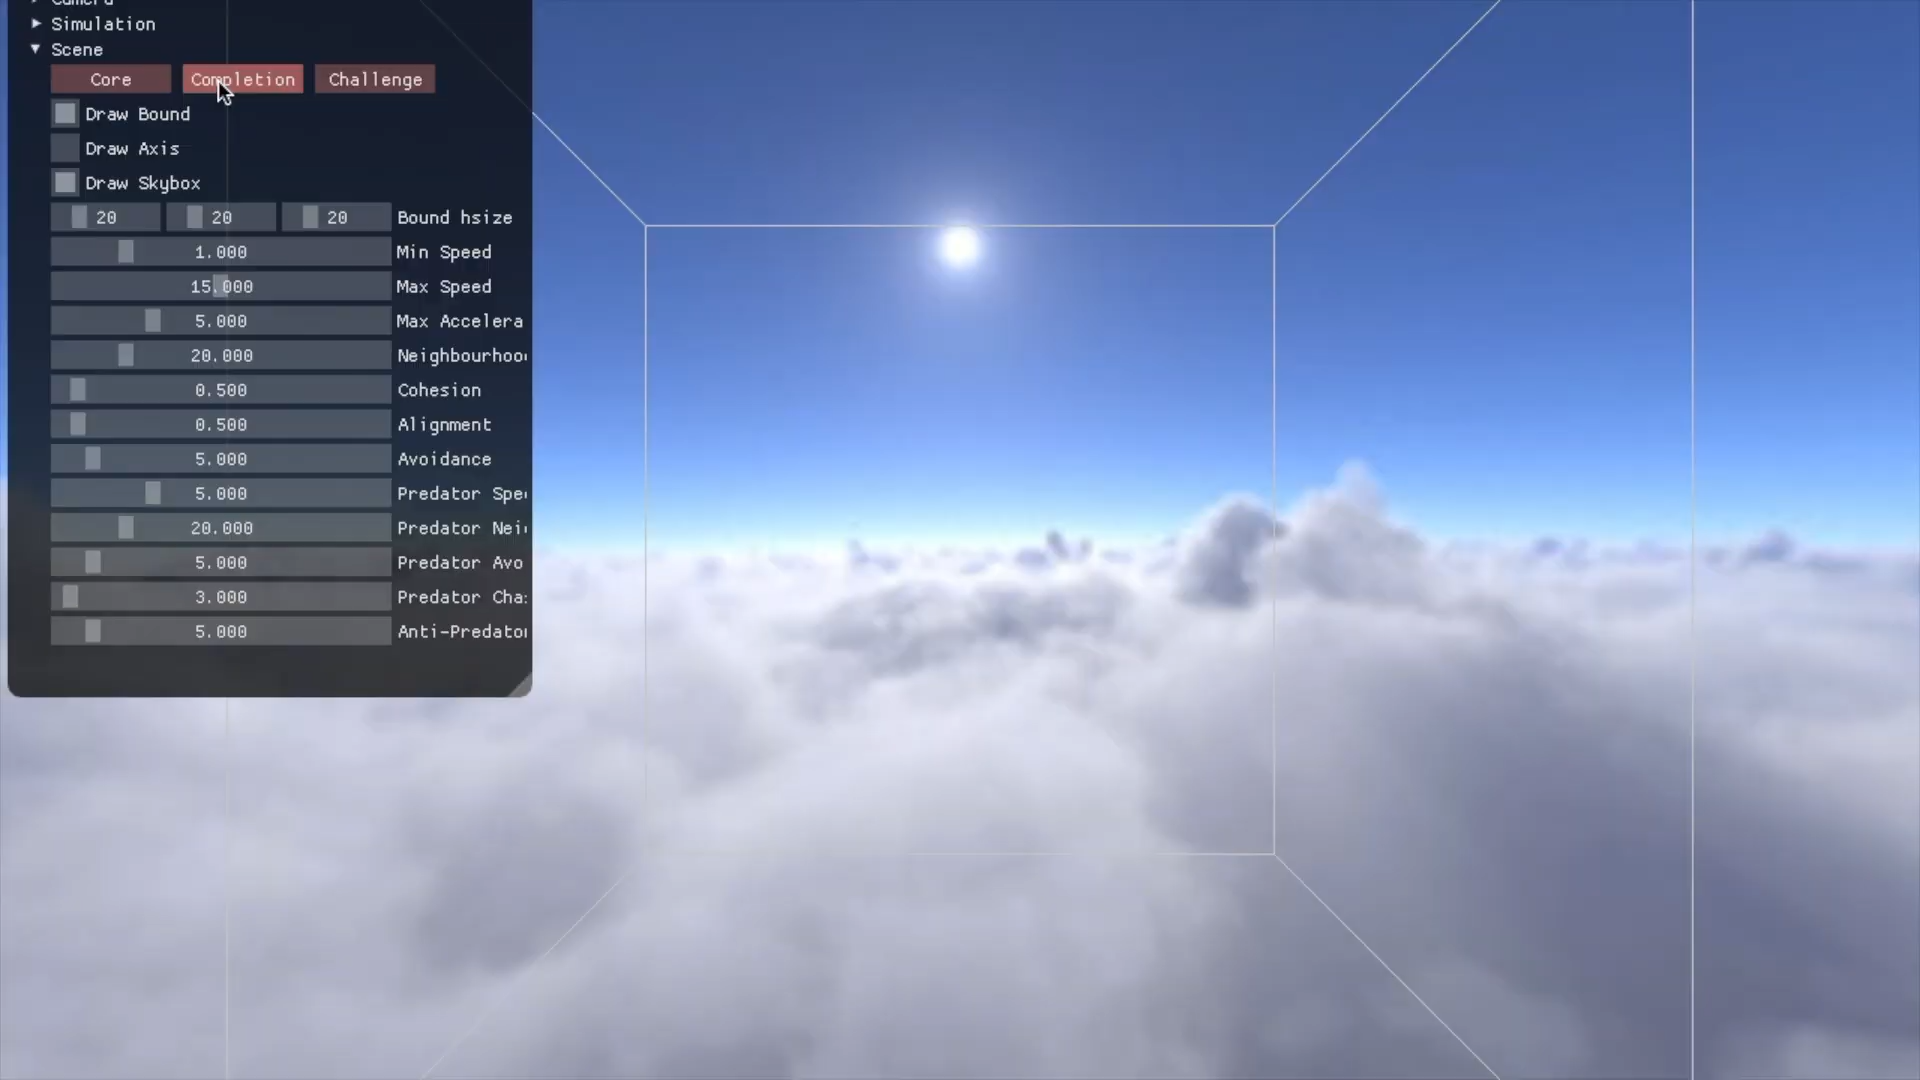 Camera
Simulation
Scene
Core Completion Challenge
Draw Bound
Draw Axis
Draw Skybox
20 20 20 Bound hsize
1.000 Min Speed
15.000 Max Speed
5.000 Max Accelera
20.000 Neighbourhoo
0.500 Cohesion
0.500 Alignment
5.000 Avoidance
5.000 Predator Spe
20.000 Predator Nei
5.000 Predator Avo
3.000 Predator Cha
5.000 Anti-Predato